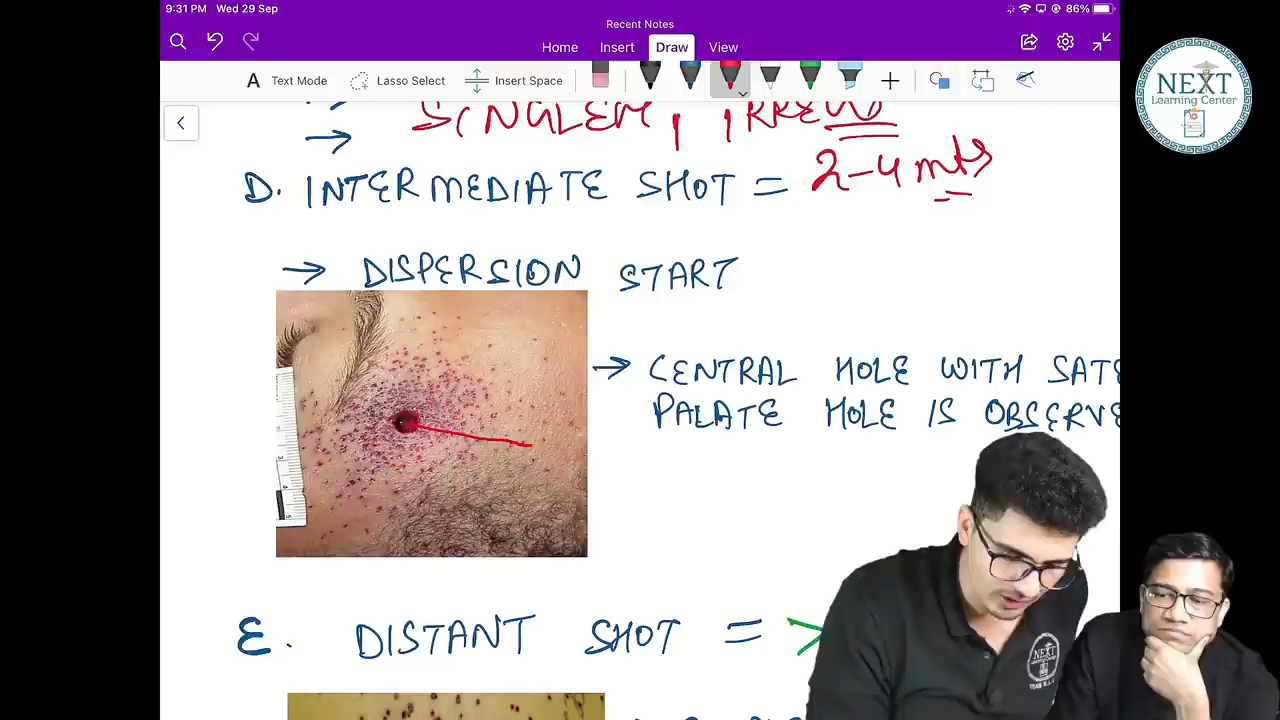 9:31 PM Wed 29 Sep
86%
Recent Notes
Home Insert Draw View
Text Mode Lasso Select Insert Space
NEXT
Learning Center
→
D. INTERMEDIATE SHOT = 2-4 mts
→ DISPERSION START
→ CENTRAL HOLE WITH SATE
PALATE HOLE IS OBSERVE
E. DISTANT SHOT = >
NEXT